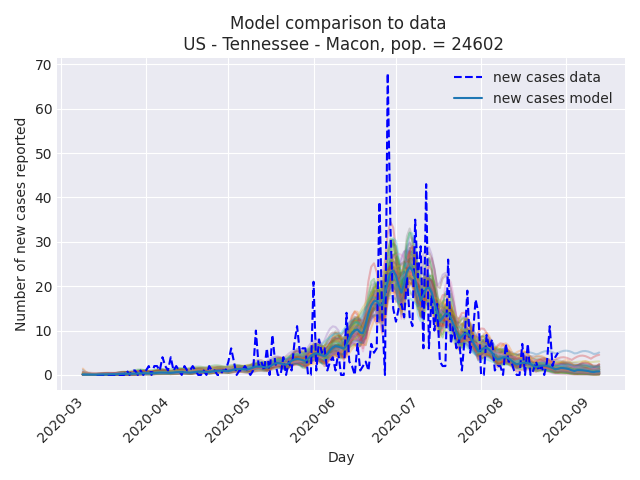 Model comparison to data
US - Tennessee - Macon, pop. = 24602
new cases data
new cases model
Number of new cases reported
70
60
50
40
30
20
10
0
2020-03
2020-04
2020-05
2020-06
2020-07
2020-08
2020-09
Day